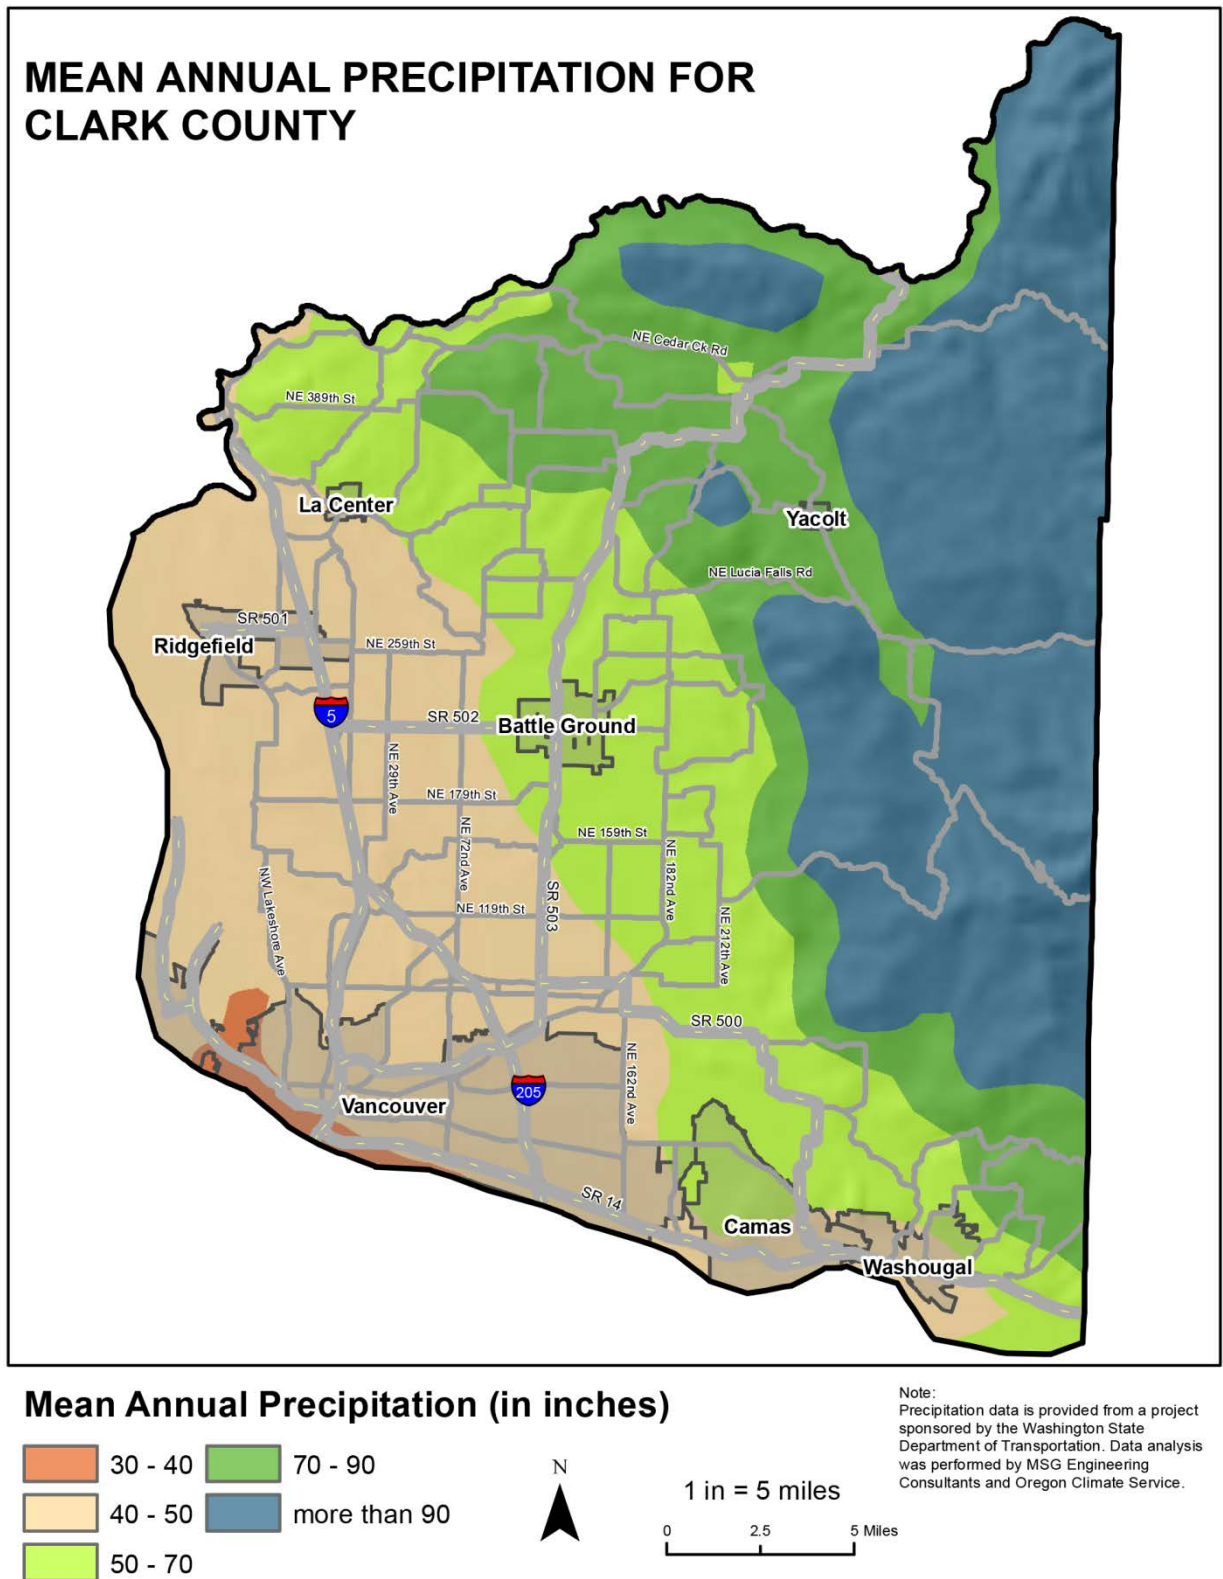 MEAN ANNUAL PRECIPITATION FOR
CLARK COUNTY
NE Cedar Ck Rd
NE 389th St
La Center
Yacolt
NE Lucia Falls Rd
SR 501
Ridgefield
NE 259th St
5
SR 502
Battle Ground
NE 29th Ave
NE 179th St
NE 72nd Ave
NE 159th St
NE 182nd Ave
NW Lakeshore Ave
SR 503
NE 119th St
NE 212th Ave
SR 500
NE 162nd Ave
205
Vancouver
SR 14
Camas
Washougal
Mean Annual Precipitation (in inches)
30 - 40
70 - 90
40 - 50
more than 90
50 - 70
N
1 in = 5 miles
0 2.5 5 Miles
Note:
Precipitation data is provided from a project
sponsored by the Washington State
Department of Transportation. Data analysis
was performed by MSG Engineering
Consultants and Oregon Climate Service.